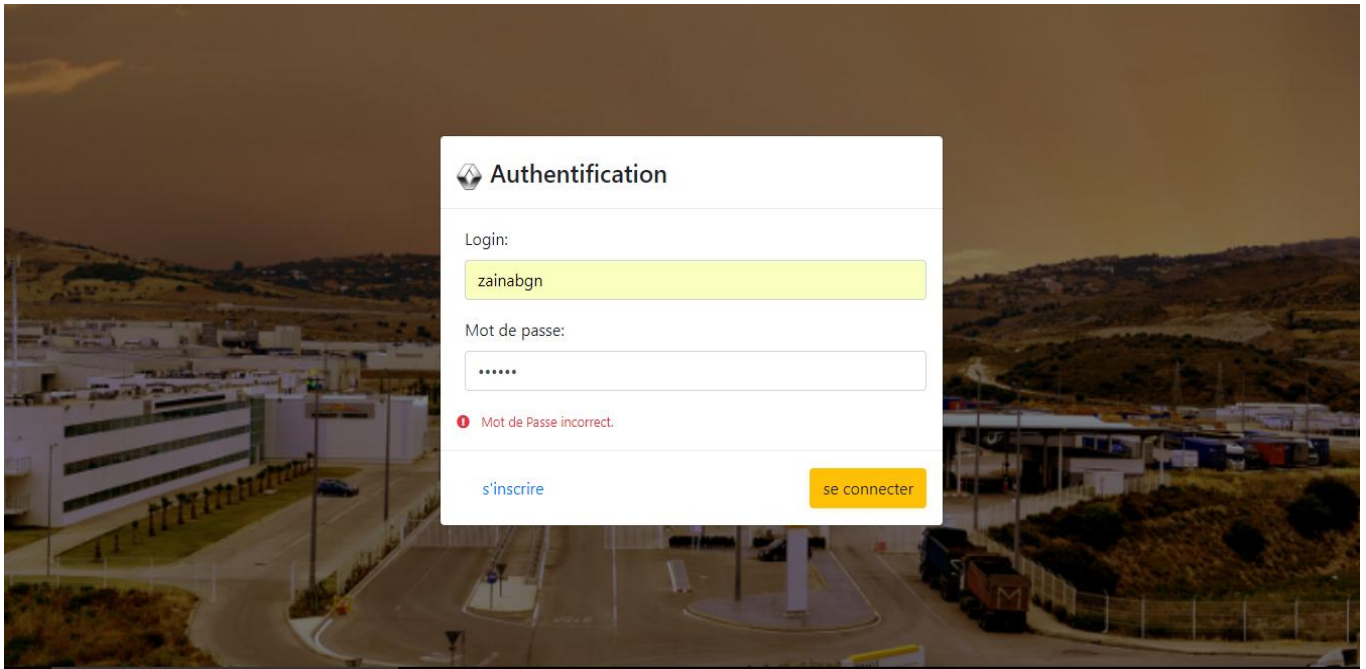 Authentification
Login:
zainabgn
Mot de passe:
••••••
Mot de Passe incorrect.
s'inscrire
se connecter